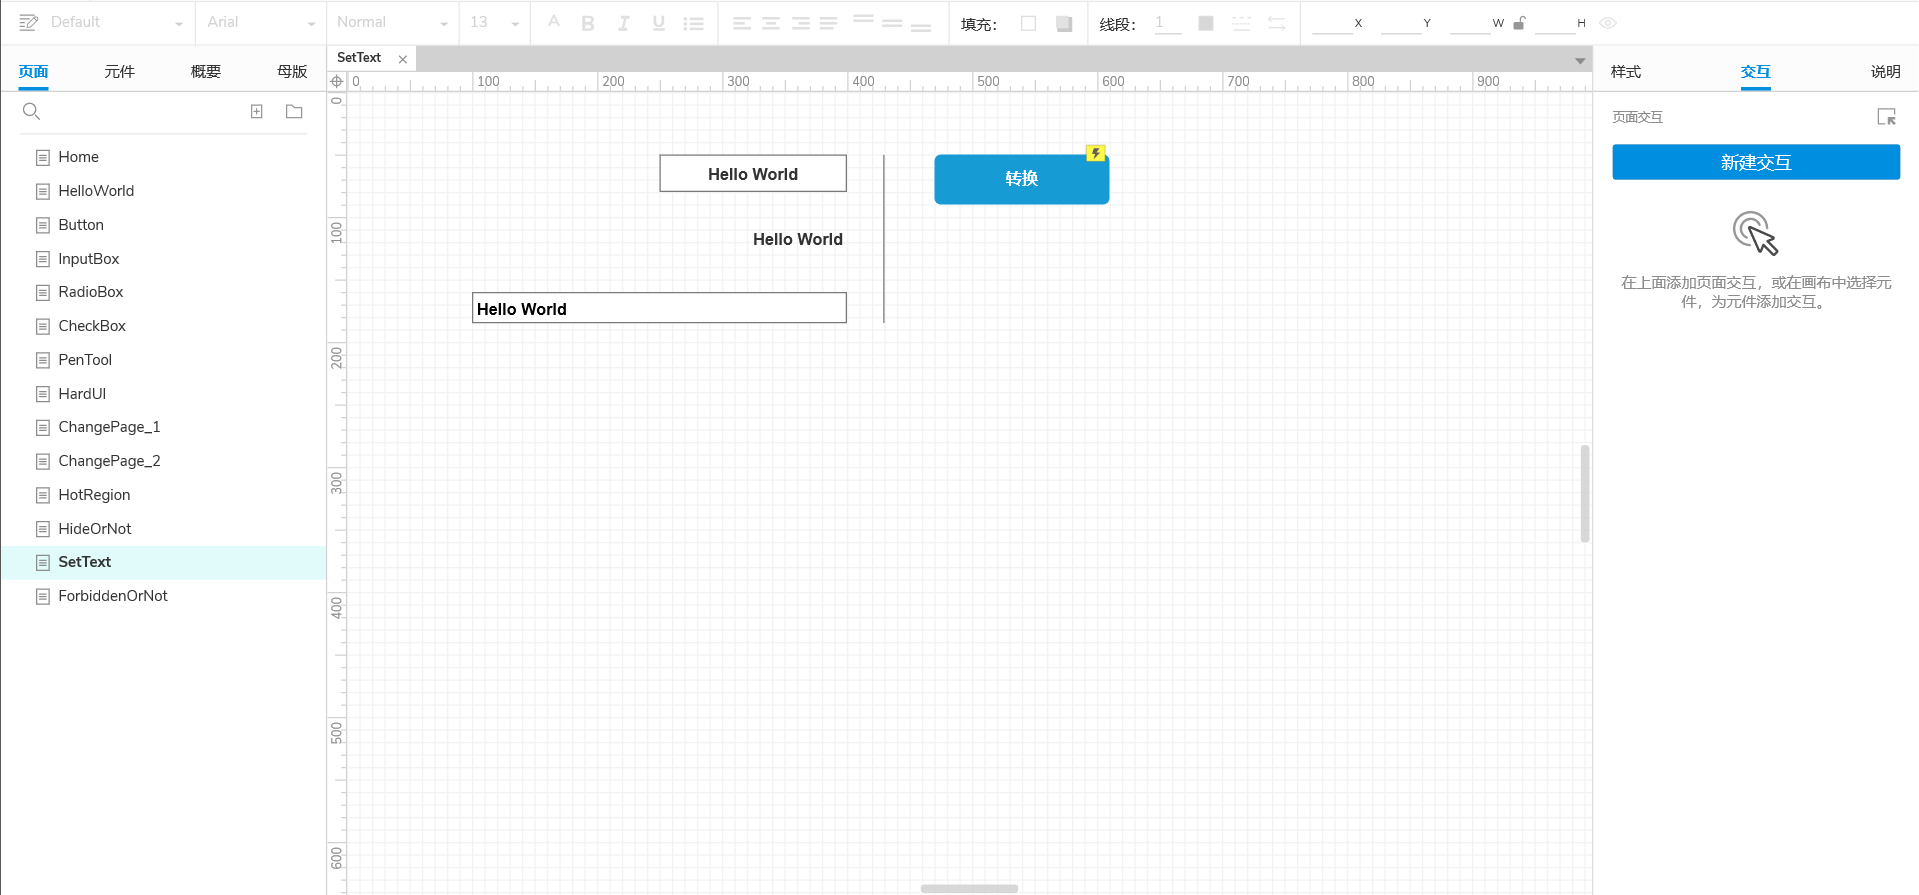 Default Arial Normal 13 填充： 线段： 1 X Y W H
页面 元件 概要 母版
SetText
样式 交互 说明
0 100 200 300 400 500 600 700 800 900
0
100
200
300
400
500
600
Home
HelloWorld
Button
InputBox
RadioBox
CheckBox
PenTool
HardUI
ChangePage_1
ChangePage_2
HotRegion
HideOrNot
SetText
ForbiddenOrNot
Hello World
转换
Hello World
Hello World
页面交互
新建交互
在上面添加页面交互，或在画布中选择元
件，为元件添加交互。